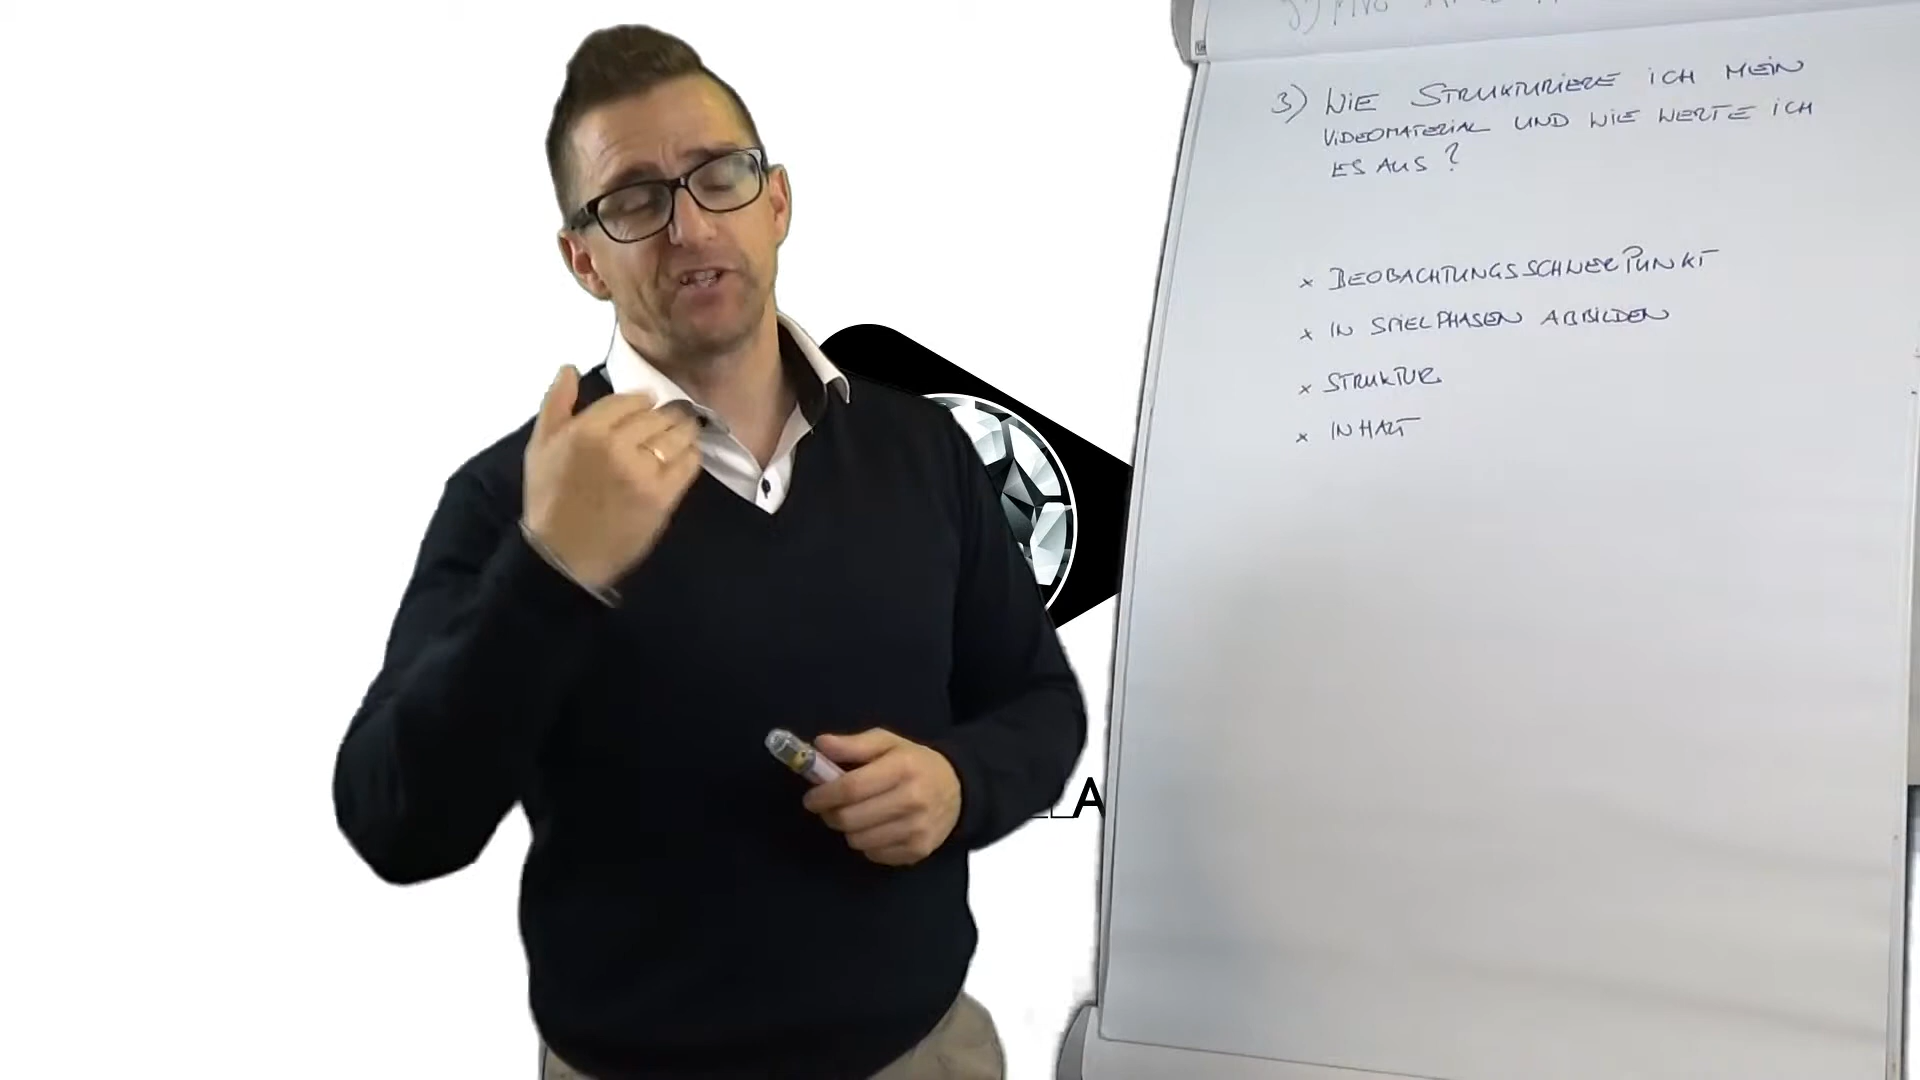 3) WIE STRUKTURIERE ICH MEIN
VIDEOMATERIAL UND WIE WERTE ICH
ES AUS?
x BEOBACHTUNGSSCHWERPUNKT
x IN SPIELPHASEN ABBILDEN
x STRUKTUR
x INHALT